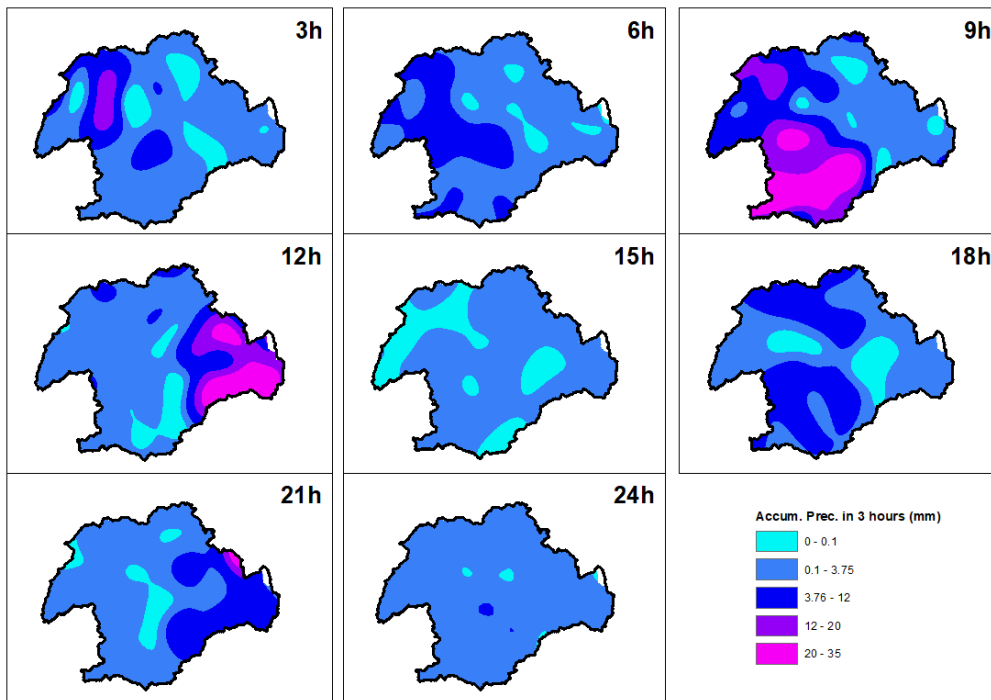 3h
6h
9h
12h
15h
18h
21h
24h
Accum. Prec. in 3 hours (mm)
0 - 0.1
0.1 - 3.75
3.76 - 12
12 - 20
20 - 35